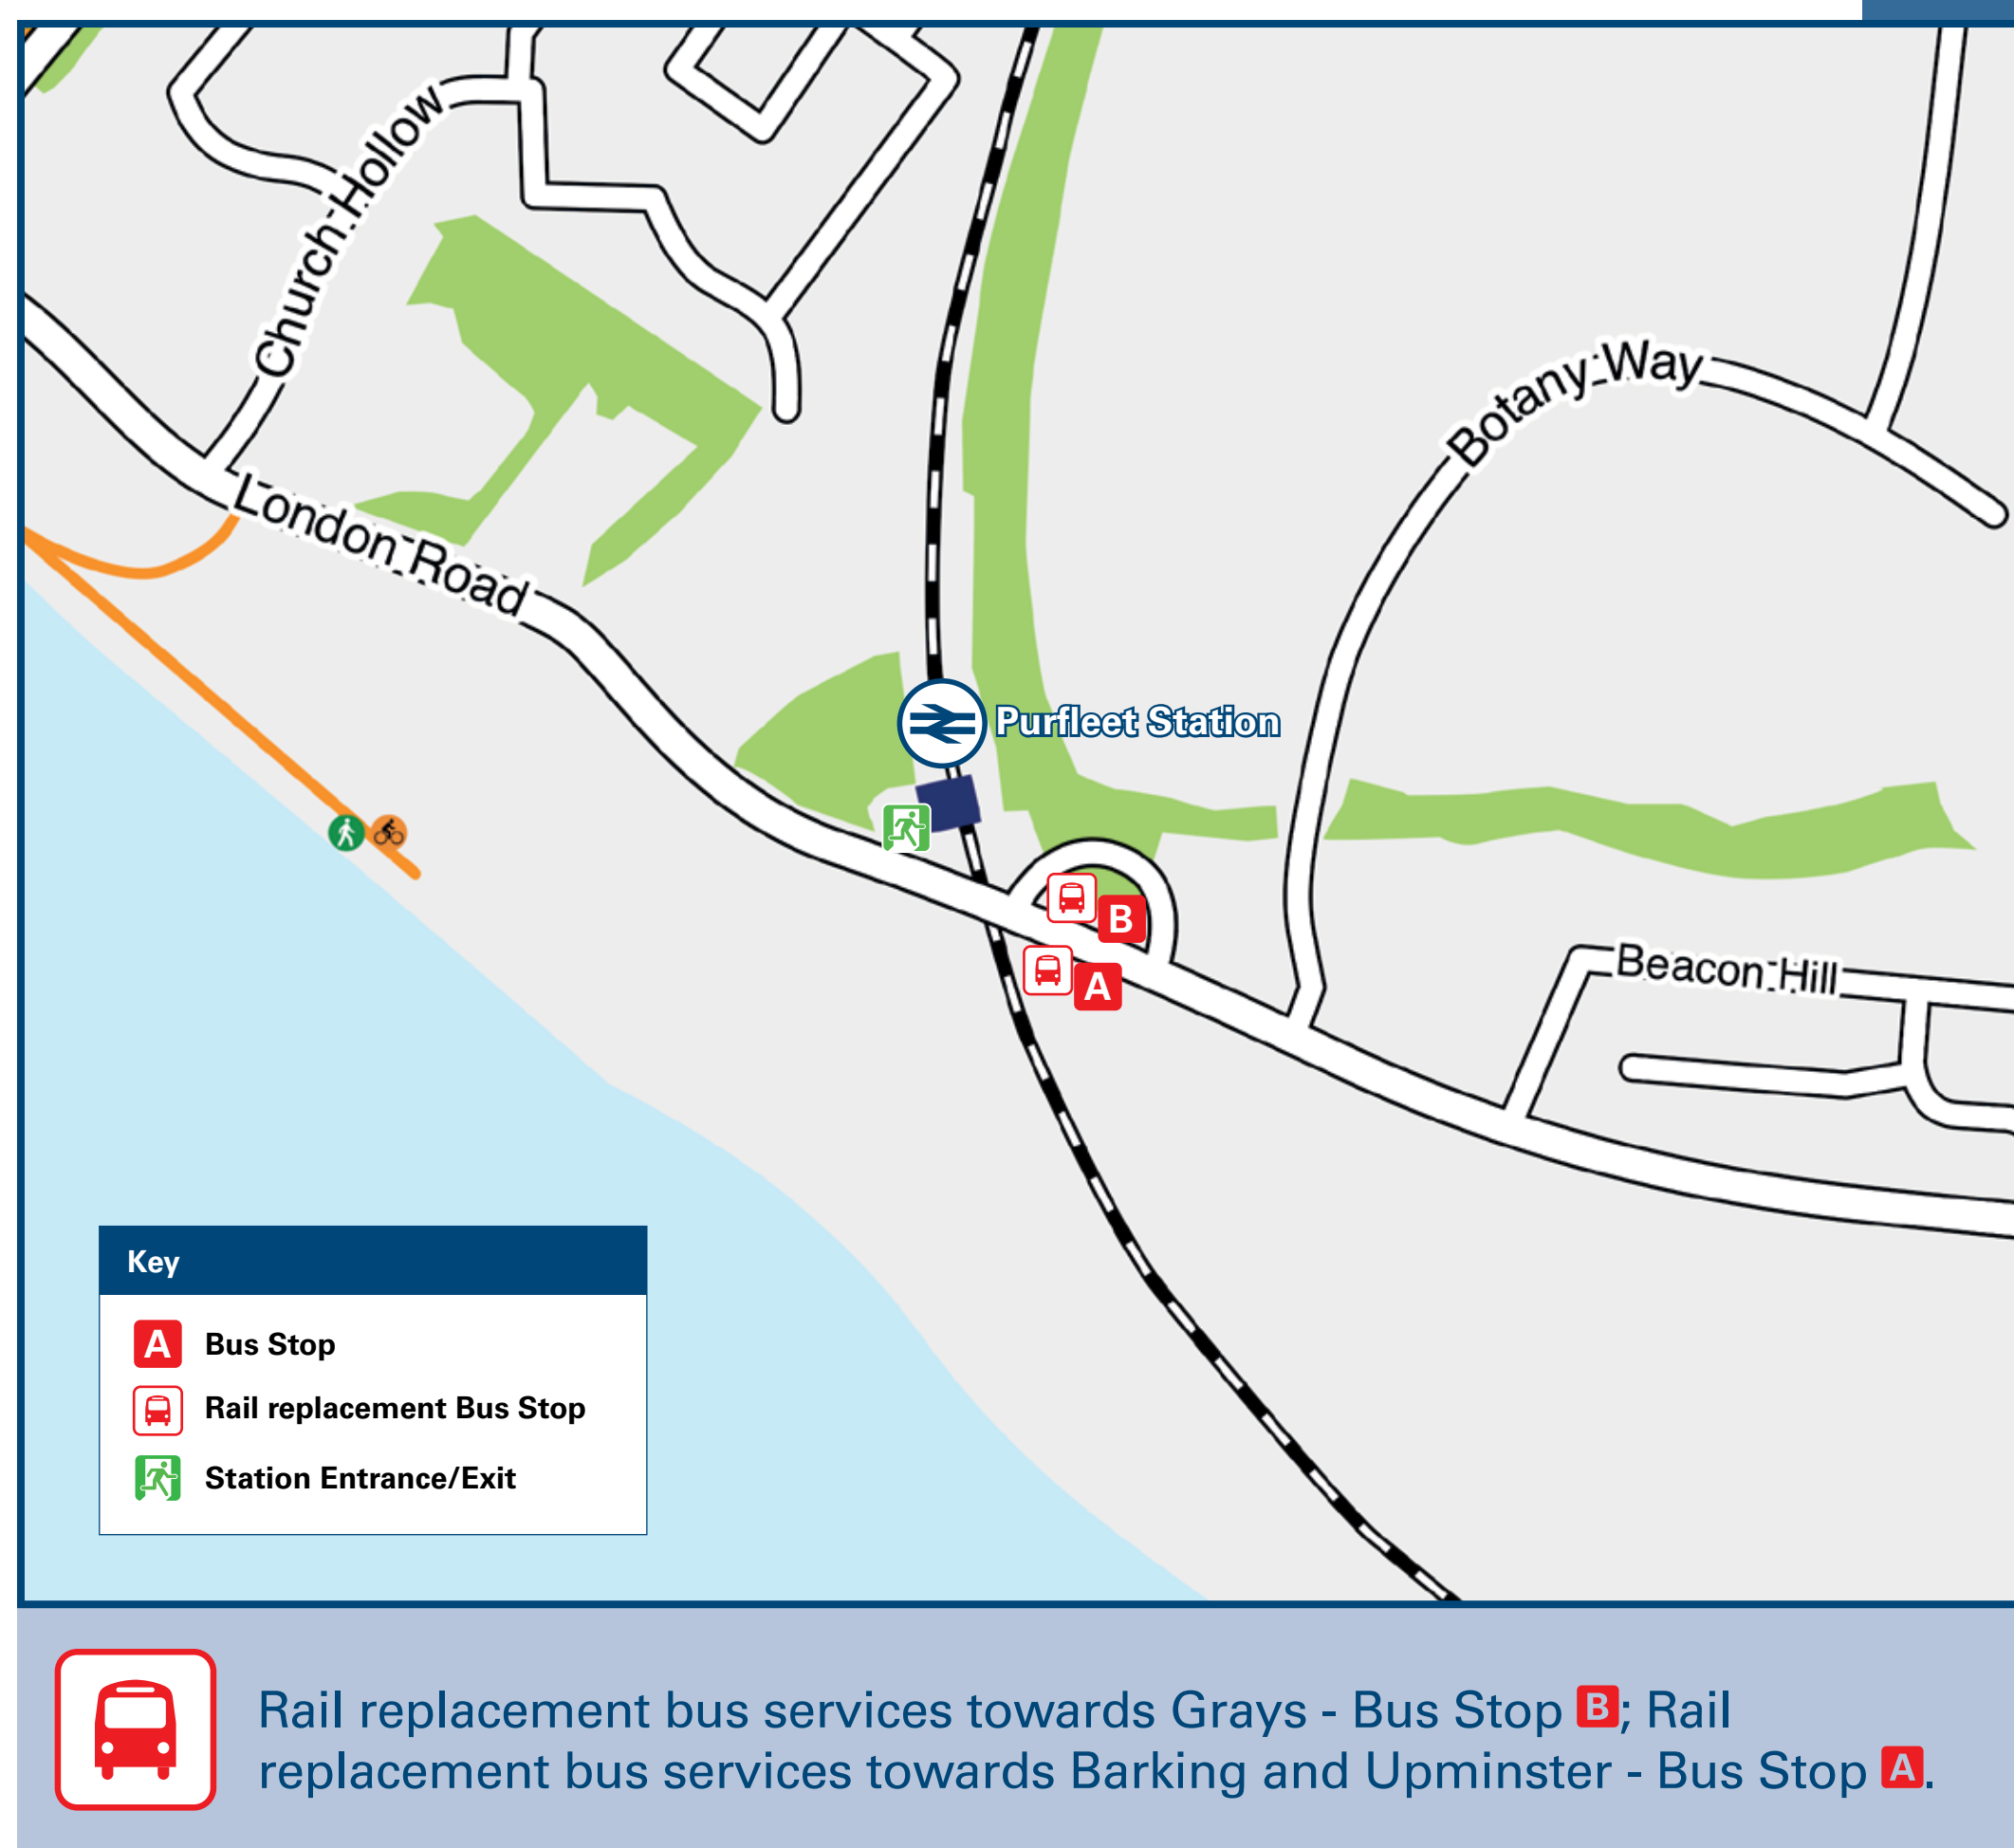 Church Hollow
London Road
Botany Way
Purfleet Station
B
A
Beacon Hill
Key
A Bus Stop
Rail replacement Bus Stop
Station Entrance/Exit
Rail replacement bus services towards Grays - Bus Stop B; Rail
replacement bus services towards Barking and Upminster - Bus Stop A.